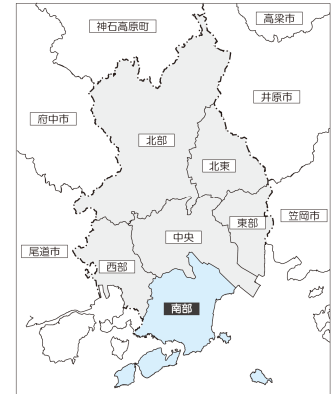 神石高原町
高梁市
井原市
府中市
北部
北東
笠岡市
東部
尾道市
中央
西部
南部